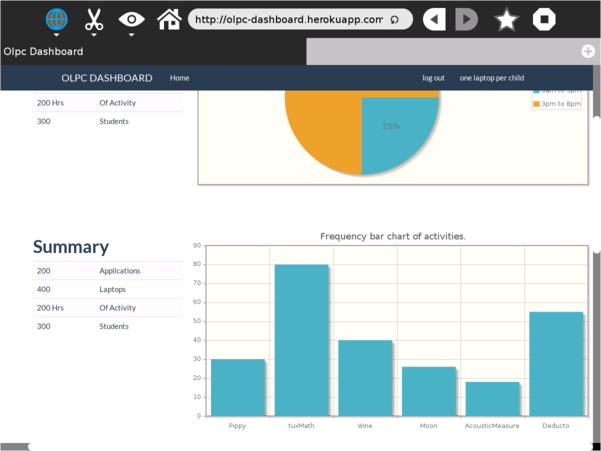 http://olpc-dashboard.herokuapp.com
Olpc Dashboard
OLPC DASHBOARD Home log out one laptop per child
200 Hrs Of Activity
300 Students
25%
3pm to 8pm
Summary
200 Applications
400 Laptops
200 Hrs Of Activity
300 Students
Frequency bar chart of activities.
90
80
70
60
50
40
30
20
10
0
Pippy tuxMath Wine Moon AcousticMeasure Deducto